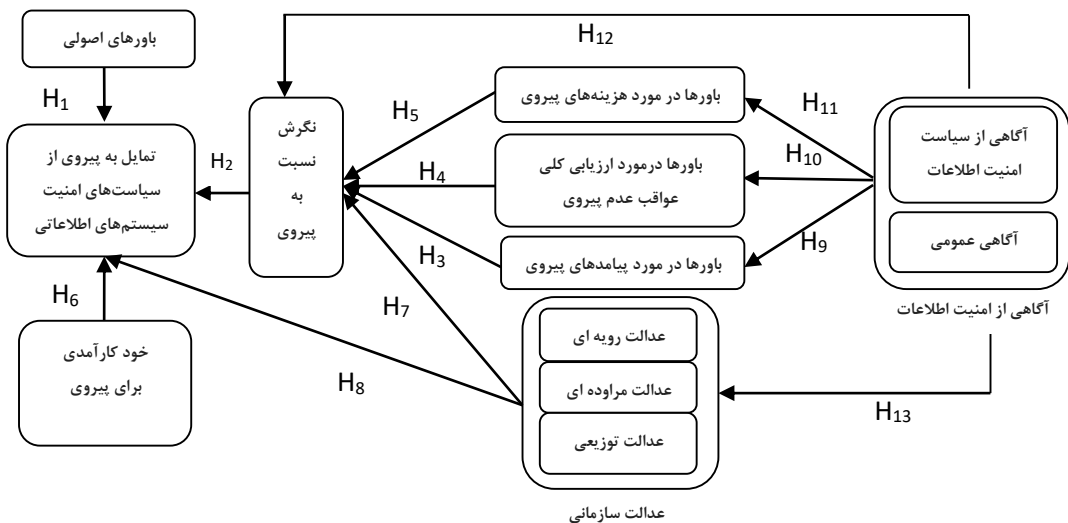 باورهای اصولی
H1
تمایل به پیروی از
سیاست‌های امنیت
سیستم‌های اطلاعاتی
H6
خود کارآمدی
برای پیروی
H2
نگرش
نسبت
به
پیروی
H12
H5
H4
H3
H7
H8
باورها در مورد هزینه‌های پیروی
باورها درمورد ارزیابی کلی
عواقب عدم پیروی
باورها در مورد پیامدهای پیروی
H11
H10
H9
آگاهی از سیاست
امنیت اطلاعات
آگاهی عمومی
آگاهی از امنیت اطلاعات
عدالت رویه ای
عدالت مراوده ای
عدالت توزیعی
عدالت سازمانی
H13